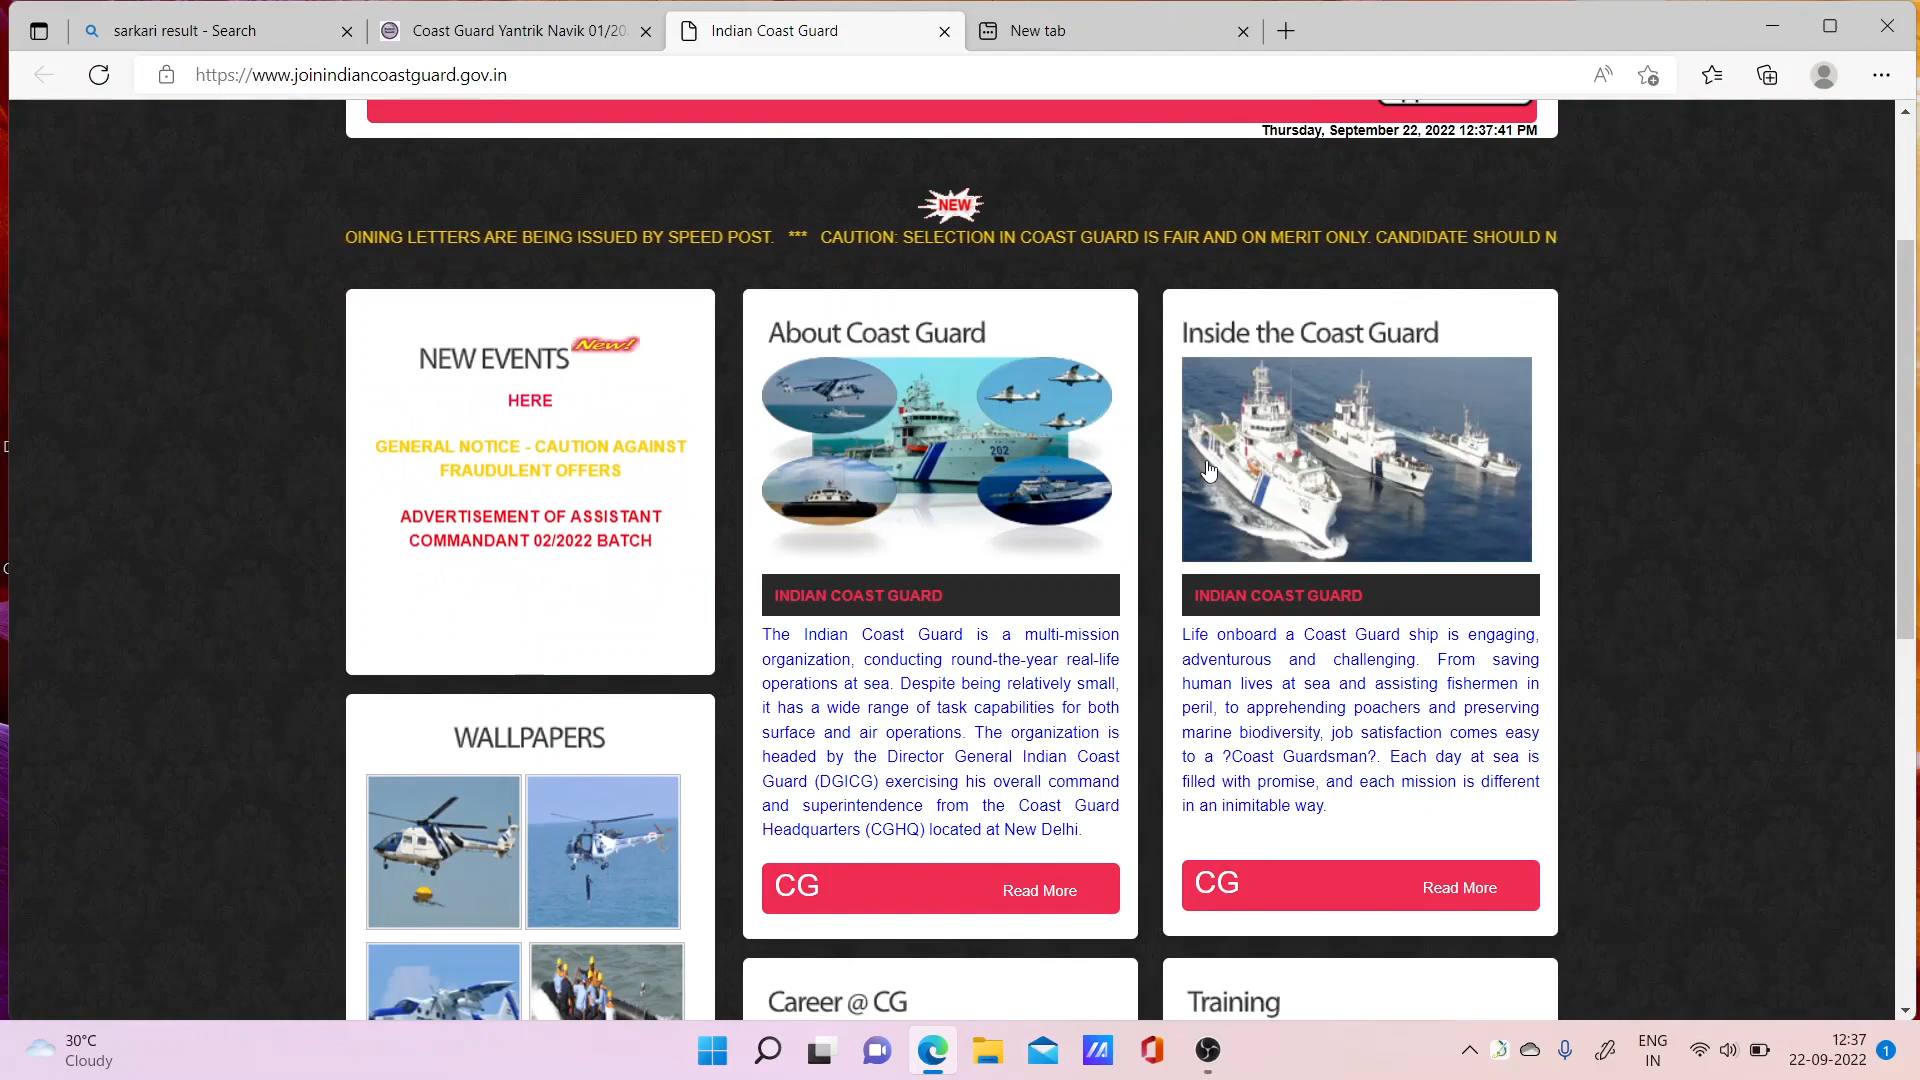 sarkari result - Search
Coast Guard Yantrik Navik 01/20
Indian Coast Guard
New tab
https://www.joinindiancoastguard.gov.in
Thursday, September 22, 2022 12:37:41 PM
NEW
OINING LETTERS ARE BEING ISSUED BY SPEED POST. *** CAUTION: SELECTION IN COAST GUARD IS FAIR AND ON MERIT ONLY. CANDIDATE SHOULD N
NEW EVENTS New!
HERE
GENERAL NOTICE - CAUTION AGAINST
FRAUDULENT OFFERS
ADVERTISEMENT OF ASSISTANT
COMMANDANT 02/2022 BATCH
WALLPAPERS
About Coast Guard
202
INDIAN COAST GUARD
The Indian Coast Guard is a multi-mission
organization, conducting round-the-year real-life
operations at sea. Despite being relatively small,
it has a wide range of task capabilities for both
surface and air operations. The organization is
headed by the Director General Indian Coast
Guard (DGICG) exercising his overall command
and superintendence from the Coast Guard
Headquarters (CGHQ) located at New Delhi.
CG Read More
Career @ CG
Inside the Coast Guard
202
INDIAN COAST GUARD
Life onboard a Coast Guard ship is engaging,
adventurous and challenging. From saving
human lives at sea and assisting fishermen in
peril, to apprehending poachers and preserving
marine biodiversity, job satisfaction comes easy
to a ?Coast Guardsman?. Each day at sea is
filled with promise, and each mission is different
in an inimitable way.
CG Read More
Training
30°C
Cloudy
ENG
IN
12:37
22-09-2022
1